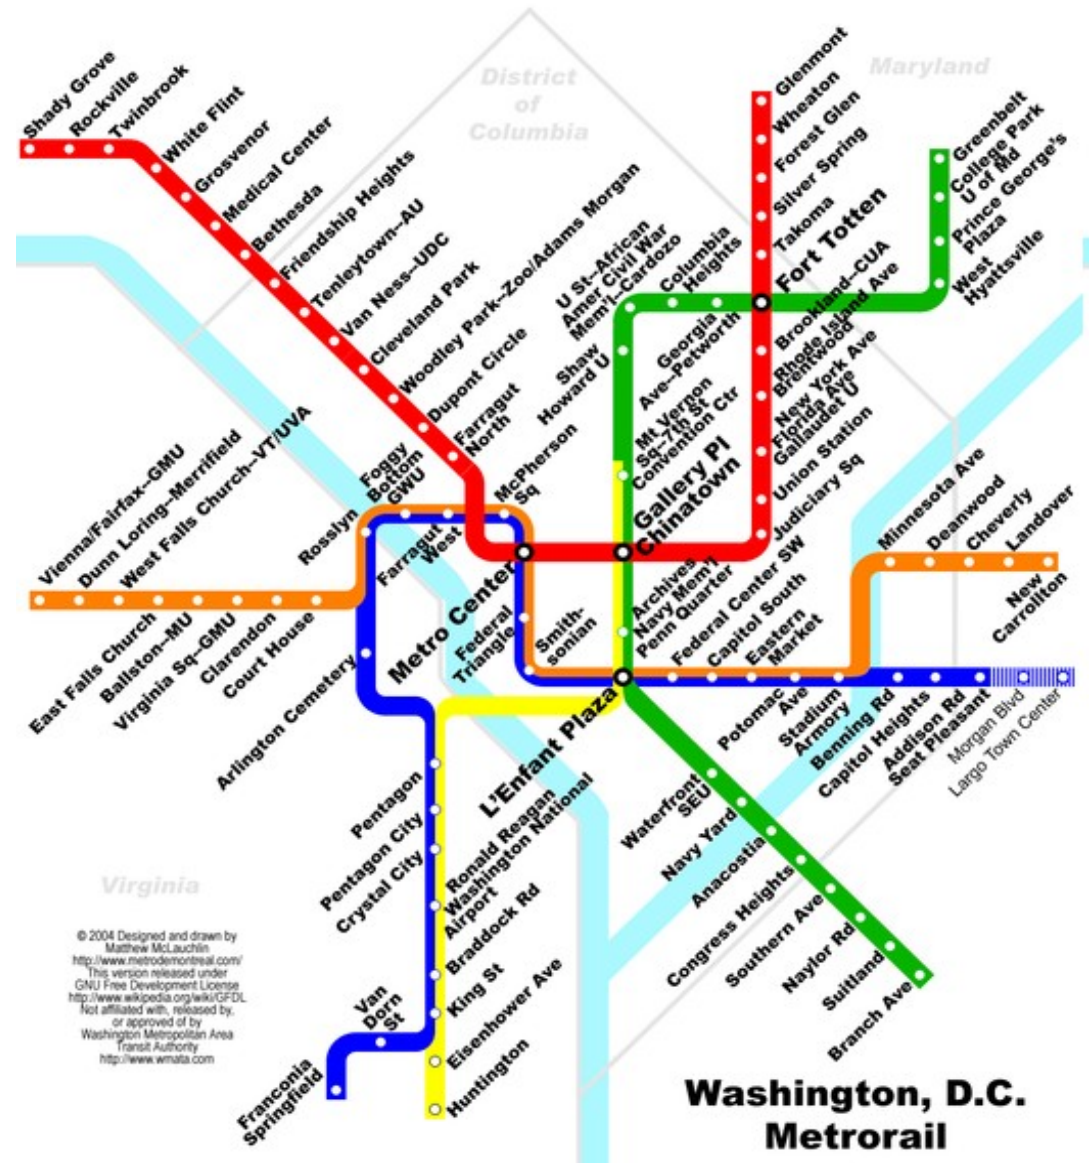 District
of
Columbia
Maryland
Shady Grove
Rockville
Twinbrook
White Flint
Grosvenor
Medical Center
Bethesda
Friendship Heights
Tenleytown--AU
Van Ness--UDC
Cleveland Park
Woodley Park--Zoo/Adams Morgan
Dupont Circle
Farragut
North
Glenmont
Wheaton
Forest Glen
Silver Spring
Takoma
Fort Totten
Brookland--CUA
Rhode Island Ave
Brentwood
New York Ave
Florida Ave
Gallaudet U
Union Station
Judiciary Sq
Greenbelt
College Park
U of Md
Prince George's
Plaza
West
Hyattsville
U St--African
Amer Civil War
Mem'l--Cardozo
Columbia
Heights
Georgia
Ave--Petworth
Shaw
Howard U
Mt Vernon
Sq--7th St
Convention Ctr
Gallery Pl
Chinatown
Vienna/Fairfax--GMU
Dunn Loring--Merrifield
West Falls Church--VT/UVA
East Falls Church
Ballston--MU
Virginia Sq--GMU
Clarendon
Court House
Rosslyn
Foggy
Bottom
GWU
Farragut
West
McPherson
Sq
Metro Center
Federal
Triangle
Smith-
sonian
Archives
Navy Mem'l
Penn Quarter
Federal Center SW
Capitol South
Eastern
Market
Potomac
Ave
Stadium
Armory
Minnesota Ave
Deanwood
Cheverly
Landover
New
Carrollton
Benning Rd
Capitol Heights
Addison Rd
Seat Pleasant
Morgan Blvd
Largo Town Center
Arlington Cemetery
L'Enfant Plaza
Pentagon
Pentagon City
Crystal City
Ronald Reagan
Washington National
Airport
Braddock Rd
King St
Eisenhower Ave
Huntington
Van
Dorn
St
Franconia
Springfield
Waterfront
SEU
Navy Yard
Anacostia
Congress Heights
Southern Ave
Naylor Rd
Suitland
Branch Ave
Virginia
© 2004 Designed and drawn by
Matthew McLauchlin
http://www.metrodemontreal.com/
This version released under
GNU Free Development License
http://www.wikipedia.org/wiki/GFDL
Not affiliated with, released by,
or approved of by
Washington Metropolitan Area
Transit Authority
http://www.wmata.com
Washington, D.C.
Metrorail